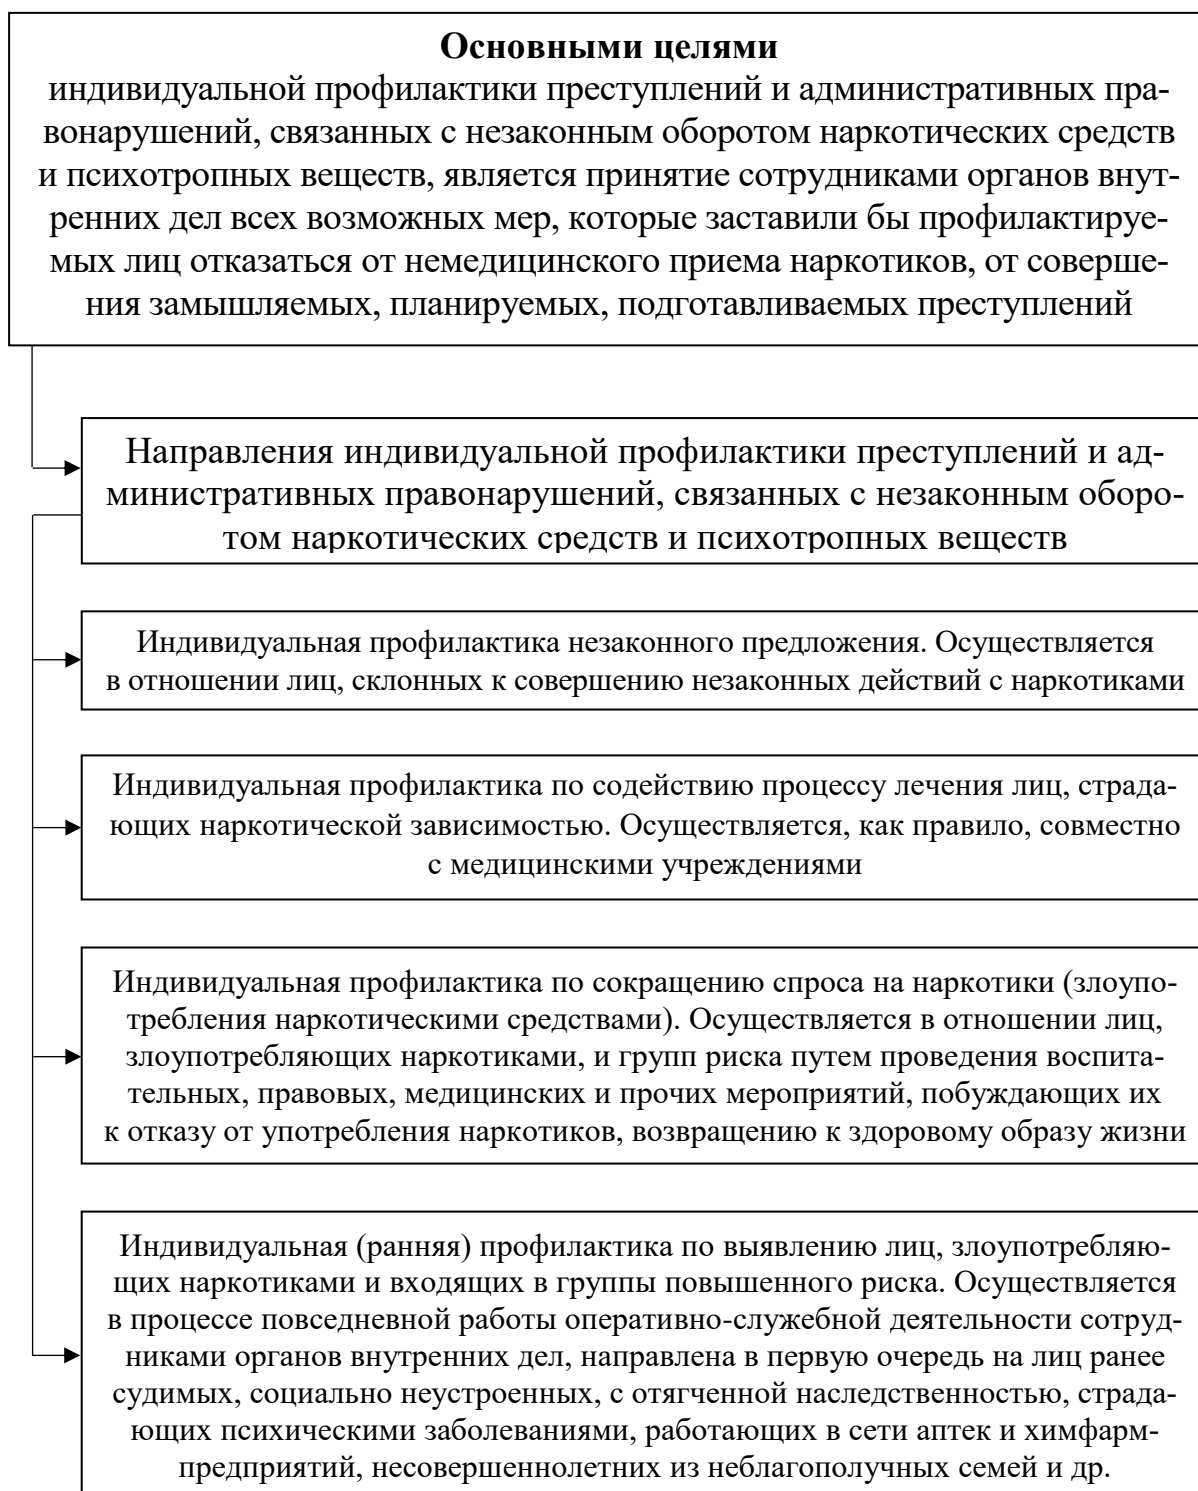 Основными целями
индивидуальной профилактики преступлений и административных пра-
вонарушений, связанных с незаконным оборотом наркотических средств
и психотропных веществ, является принятие сотрудниками органов внут-
ренних дел всех возможных мер, которые заставили бы профилактируе-
мых лиц отказаться от немедицинского приема наркотиков, от соверше-
ния замышляемых, планируемых, подготавливаемых преступлений
Направления индивидуальной профилактики преступлений и ад-
министративных правонарушений, связанных с незаконным оборо-
том наркотических средств и психотропных веществ
Индивидуальная профилактика незаконного предложения. Осуществляется
в отношении лиц, склонных к совершению незаконных действий с наркотиками
Индивидуальная профилактика по содействию процессу лечения лиц, страда-
ющих наркотической зависимостью. Осуществляется, как правило, совместно
с медицинскими учреждениями
Индивидуальная профилактика по сокращению спроса на наркотики (злоупо-
требления наркотическими средствами). Осуществляется в отношении лиц,
злоупотребляющих наркотиками, и групп риска путем проведения воспита-
тельных, правовых, медицинских и прочих мероприятий, побуждающих их
к отказу от употребления наркотиков, возвращению к здоровому образу жизни
Индивидуальная (ранняя) профилактика по выявлению лиц, злоупотребляю-
щих наркотиками и входящих в группы повышенного риска. Осуществляется
в процессе повседневной работы оперативно-служебной деятельности сотруд-
никами органов внутренних дел, направлена в первую очередь на лиц ранее
судимых, социально неустроенных, с отягченной наследственностью, страда-
ющих психическими заболеваниями, работающих в сети аптек и химфарм-
предприятий, несовершеннолетних из неблагополучных семей и др.